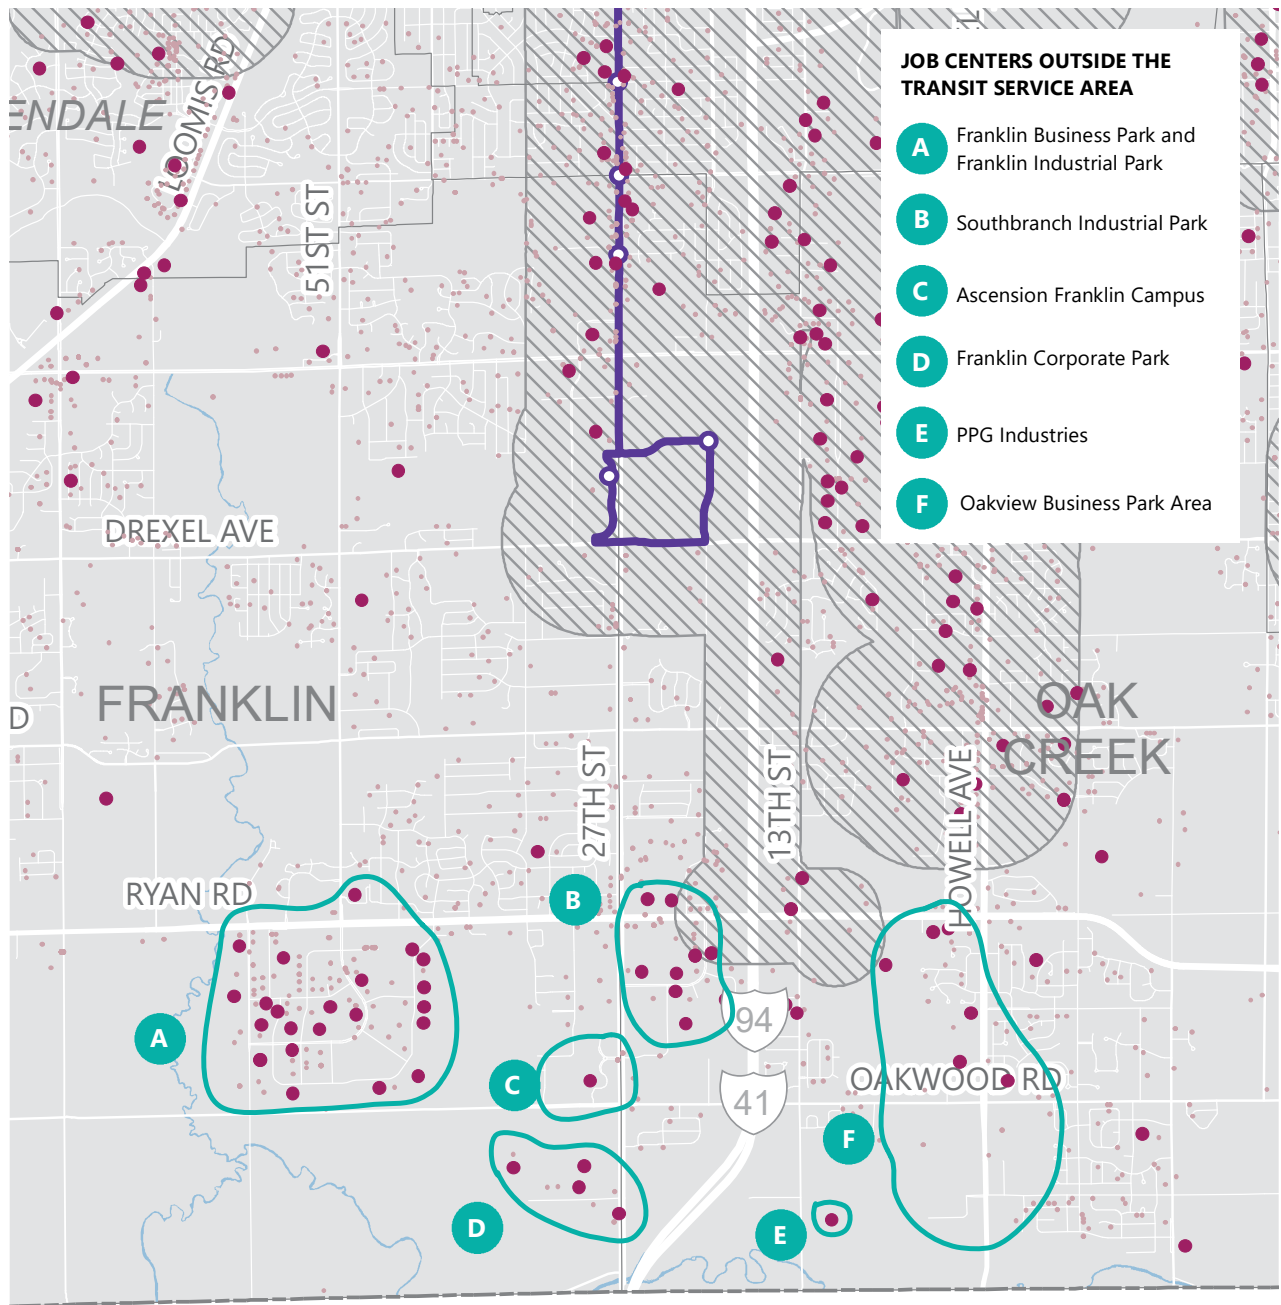 JOB CENTERS OUTSIDE THE
TRANSIT SERVICE AREA
A
Franklin Business Park and
Franklin Industrial Park
B
Southbranch Industrial Park
C
Ascension Franklin Campus
D
Franklin Corporate Park
E
PPG Industries
F
Oakview Business Park Area
ENDALE
LOOMIS RD
51ST ST
DREXEL AVE
FRANKLIN
D
OAK
CREEK
27TH ST
13TH ST
HOWELL AVE
RYAN RD
B
A
94
C
41
OAKWOOD RD
F
D
E